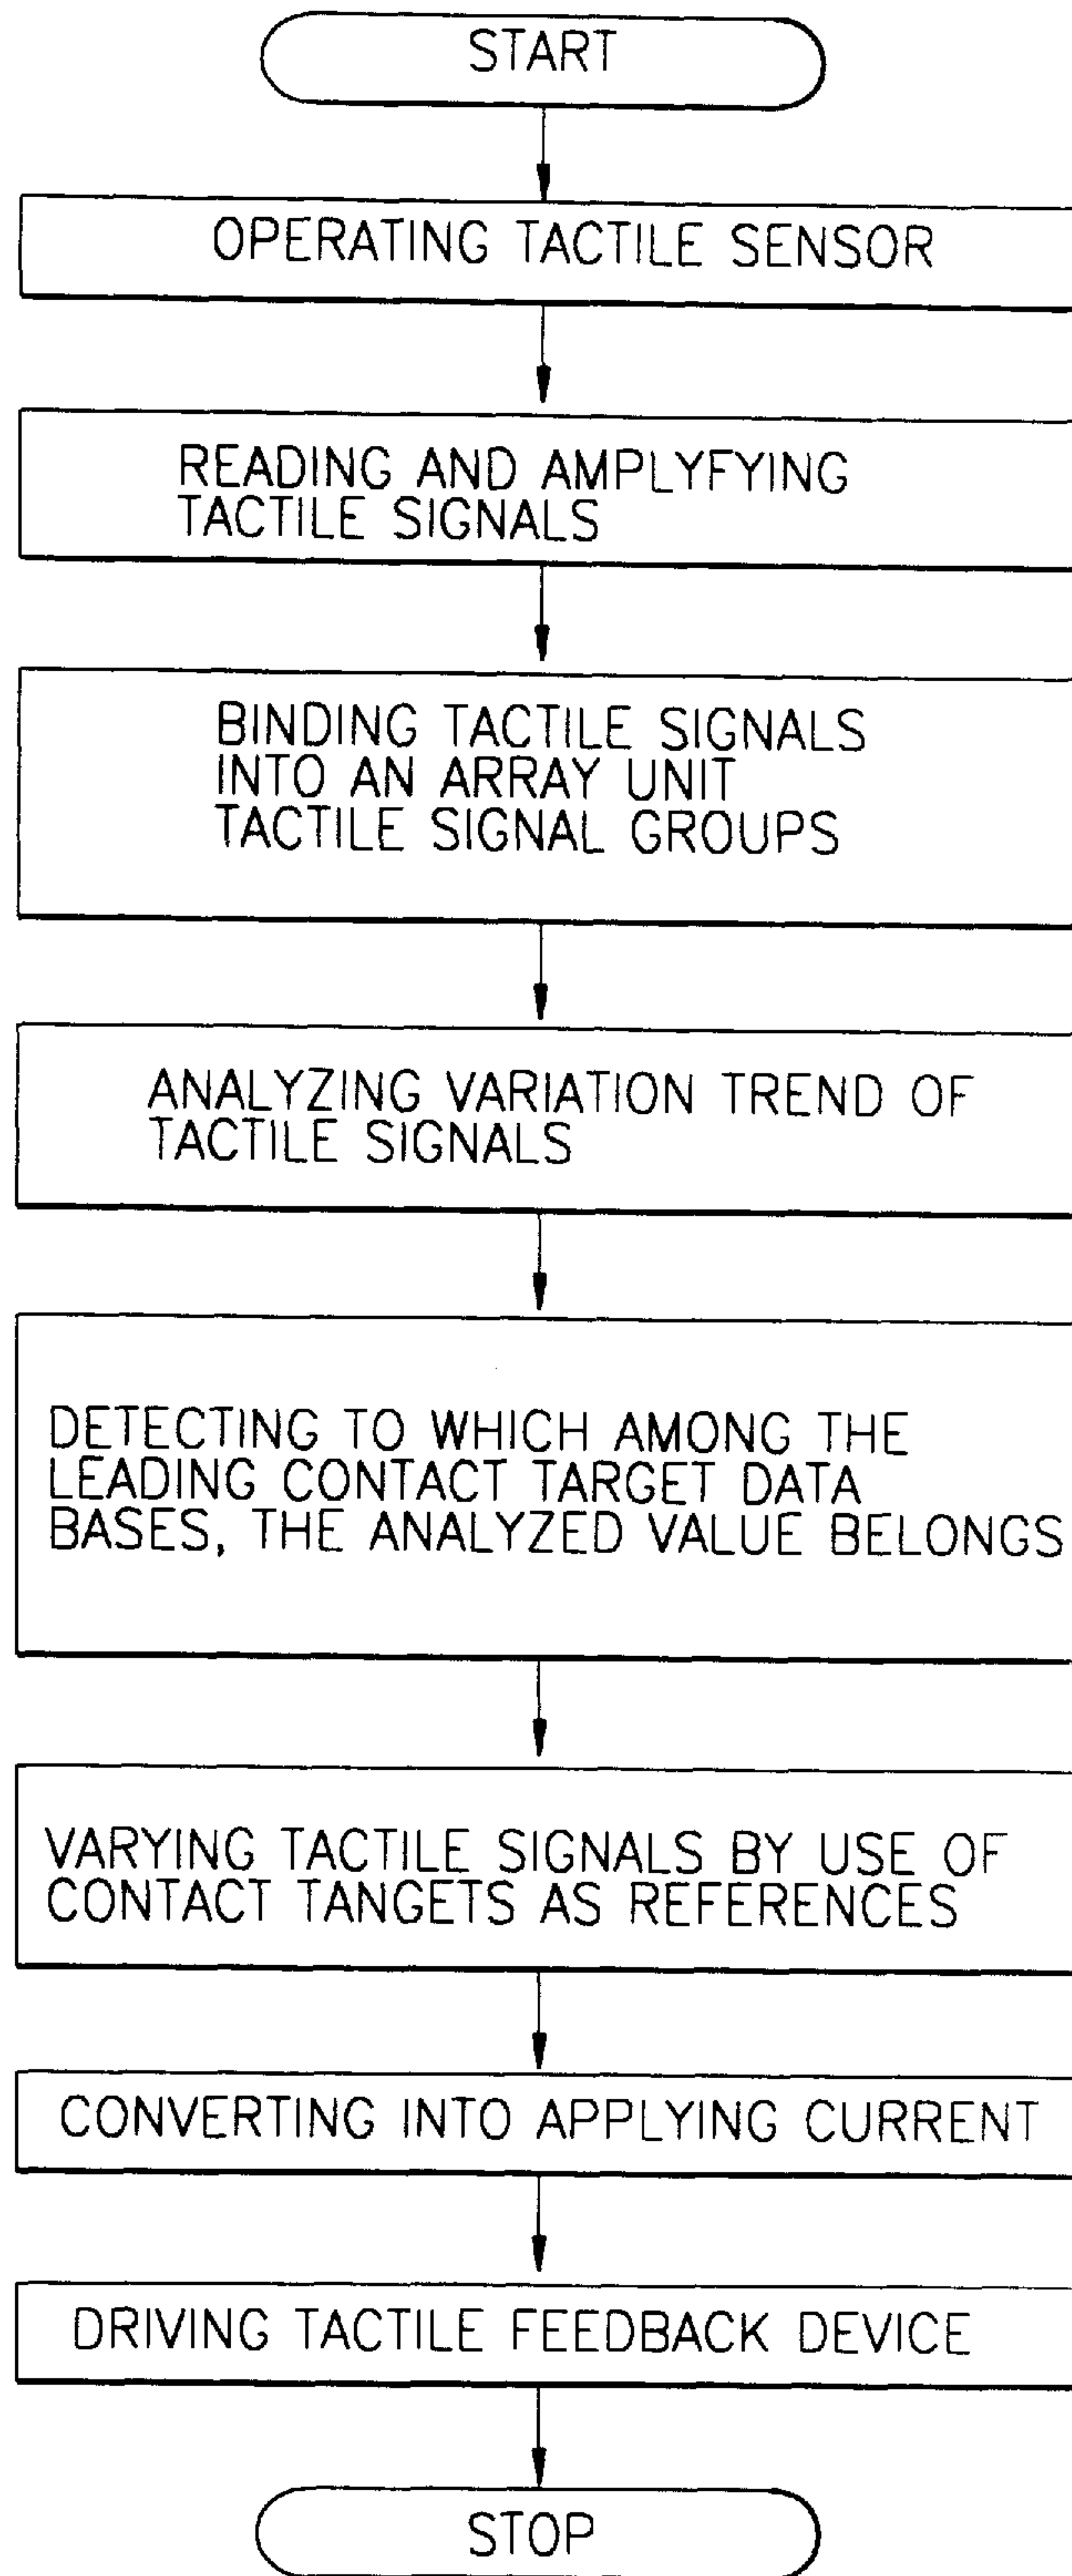 START
OPERATING TACTILE SENSOR
READING AND AMPLYFYING
TACTILE SIGNALS
BINDING TACTILE SIGNALS
INTO AN ARRAY UNIT
TACTILE SIGNAL GROUPS
ANALYZING VARIATION TREND OF
TACTILE SIGNALS
DETECTING TO WHICH AMONG THE
LEADING CONTACT TARGET DATA
BASES, THE ANALYZED VALUE BELONGS
VARYING TACTILE SIGNALS BY USE OF
CONTACT TANGETS AS REFERENCES
CONVERTING INTO APPLYING CURRENT
DRIVING TACTILE FEEDBACK DEVICE
STOP